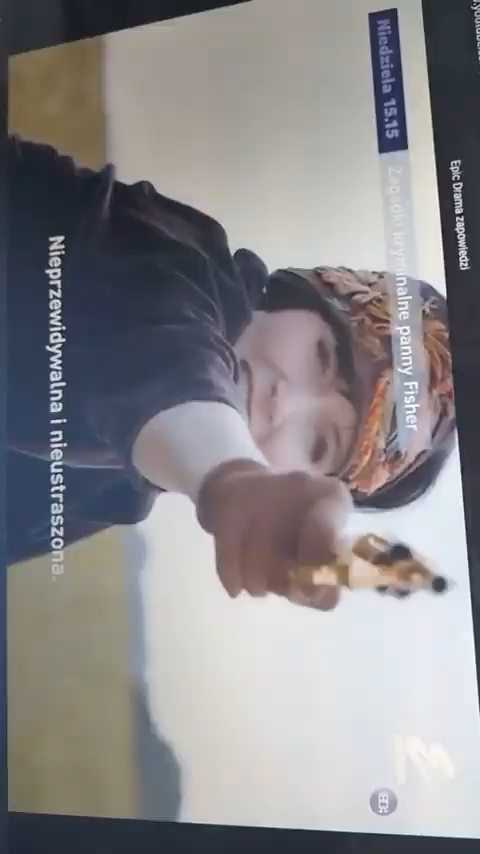 Epic Drama zapowiedzi
Niedziela 15.15
Zagadki kryminalne panny Fisher
Nieprzewidywalna i nieustraszona.